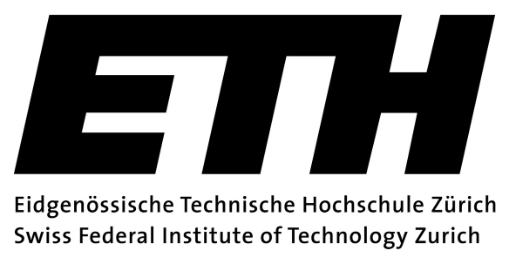 ETH
Eidgenössische Technische Hochschule Zürich
Swiss Federal Institute of Technology Zurich